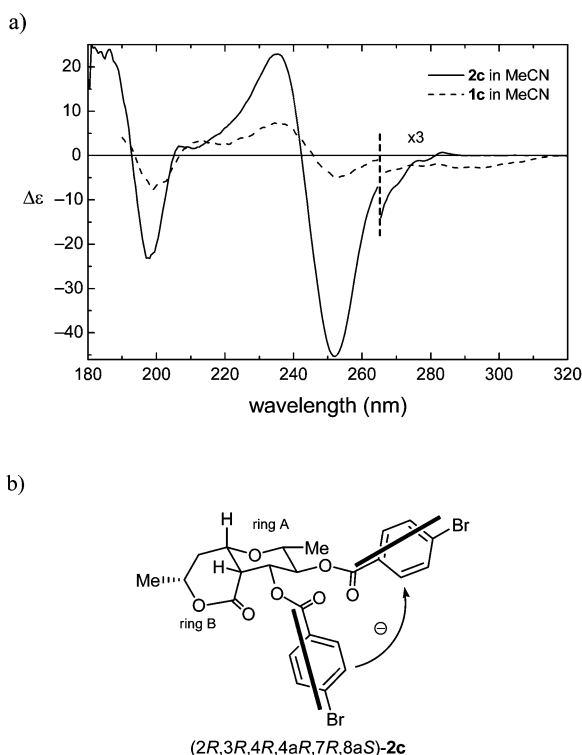 a)
2c in MeCN
1c in MeCN
x3
20
10
0
−10
−20
−30
−40
Δε
180 200 220 240 260 280 300 320
wavelength (nm)
b)
H
ring A
O
Me
H
O
O
Br
Me
O
O
ring B
O
O
O
⊖
Br
(2R,3R,4R,4aR,7R,8aS)-2c